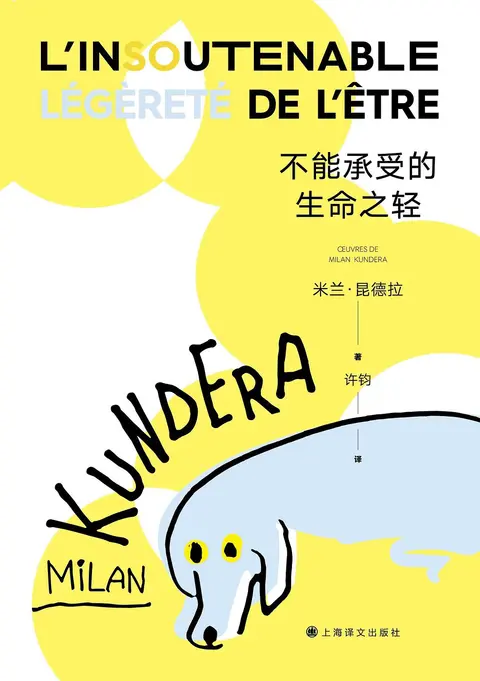 L'INSOUTENABLE
LÉGÈRETÉ DE L'ÊTRE
不能承受的
生命之轻
ŒUVRES DE
MILAN KUNDERA
米兰·昆德拉
著
许钧
译
KUNDERA
MiLAN
上海译文出版社